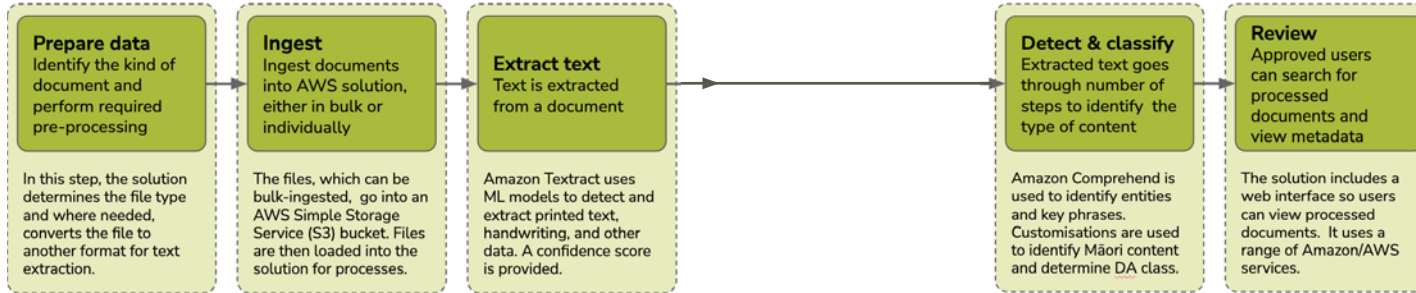 Prepare data
Identify the kind of
document and
perform required
pre-processing
In this step, the solution
determines the file type
and where needed,
converts the file to
another format for text
extraction.
Ingest
Ingest documents
into AWS solution,
either in bulk or
individually
The files, which can be
bulk-ingested, go into an
AWS Simple Storage
Service (S3) bucket. Files
are then loaded into the
solution for processes.
Extract text
Text is extracted
from a document
Amazon Textract uses
ML models to detect and
extract printed text,
handwriting, and other
data. A confidence score
is provided.
Detect & classify
Extracted text goes
through number of
steps to identify the
type of content
Amazon Comprehend is
used to identify entities
and key phrases.
Customisations are used
to identify Māori content
and determine DA class.
Review
Approved users
can search for
processed
documents and
view metadata
The solution includes a
web interface so users
can view processed
documents. It uses a
range of Amazon/AWS
services.